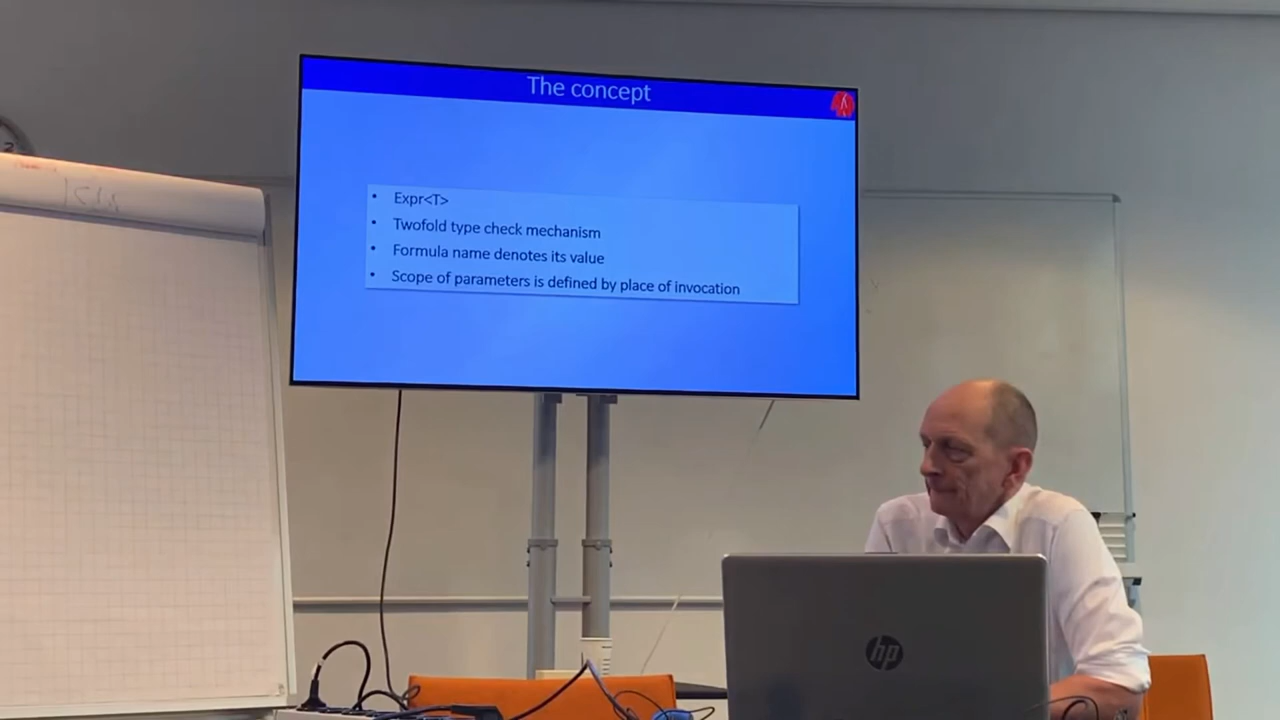 The concept
• Expr<T>
• Twofold type check mechanism
• Formula name denotes its value
• Scope of parameters is defined by place of invocation
hp